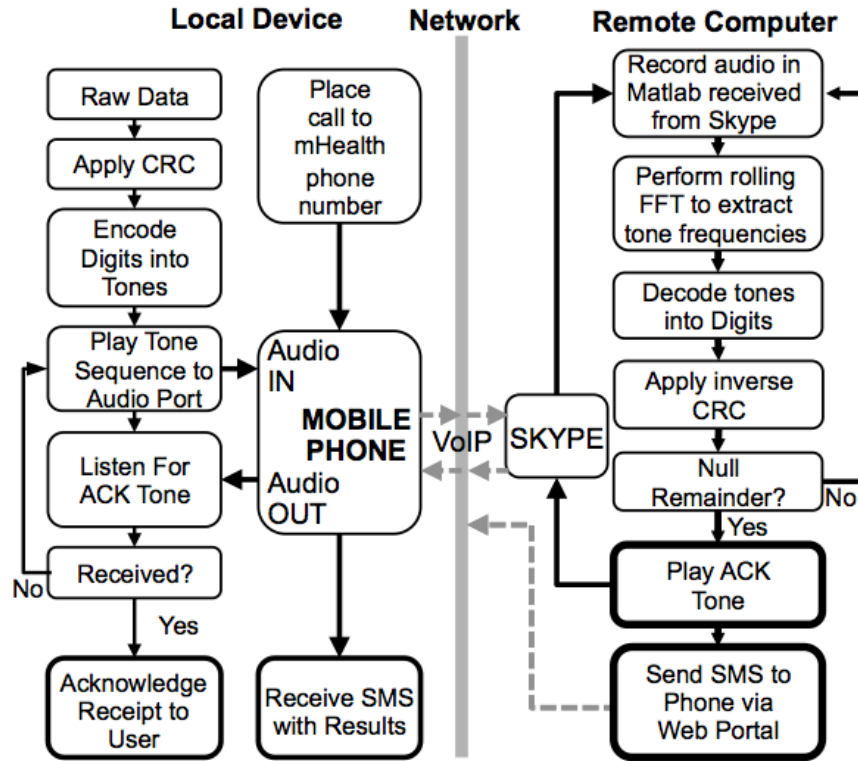 Local Device
Network
Remote Computer
Raw Data
Apply CRC
Encode
Digits into
Tones
Play Tone
Sequence to
Audio Port
Listen For
ACK Tone
Received?
No
Yes
Acknowledge
Receipt to
User
Place
call to
mHealth
phone
number
Audio
IN
MOBILE
PHONE
Audio
OUT
Receive SMS
with Results
VoIP
SKYPE
Record audio in
Matlab received
from Skype
Perform rolling
FFT to extract
tone frequencies
Decode tones
into Digits
Apply inverse
CRC
Null
Remainder?
No
Yes
Play ACK
Tone
Send SMS to
Phone via
Web Portal